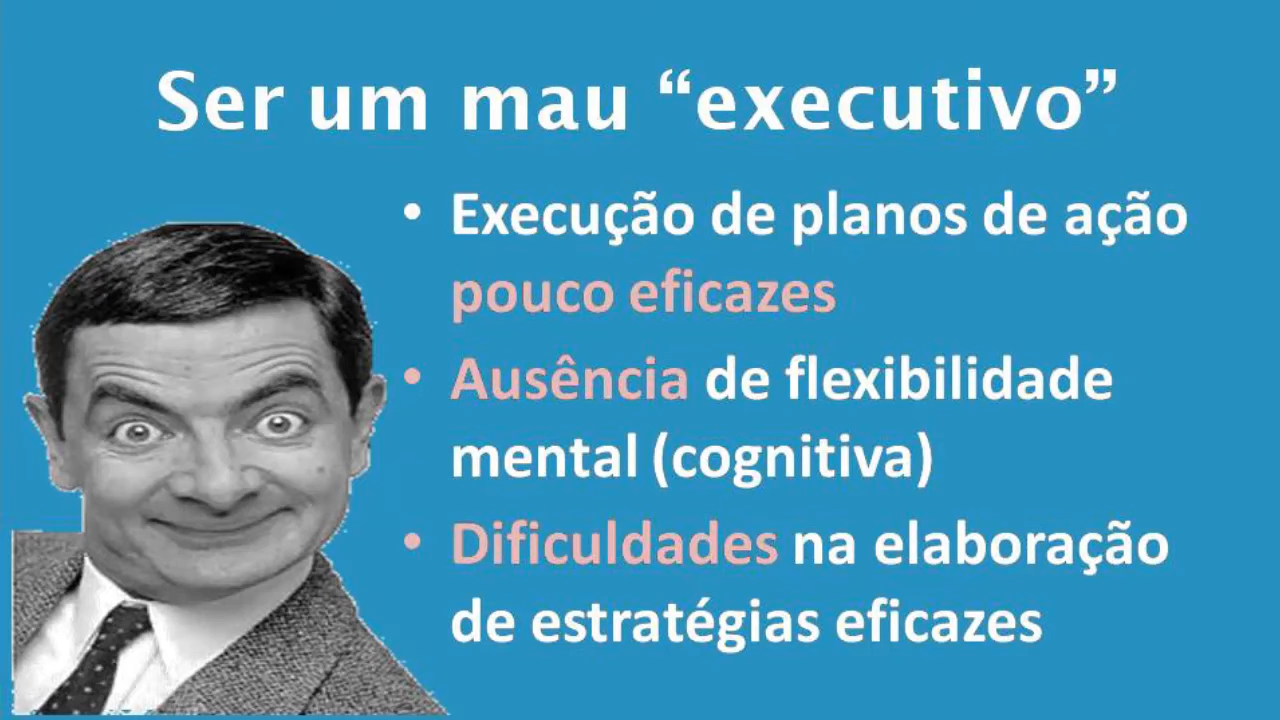 Ser um mau “executivo”
• Execução de planos de ação
pouco eficazes
• Ausência de flexibilidade
mental (cognitiva)
• Dificuldades na elaboração
de estratégias eficazes